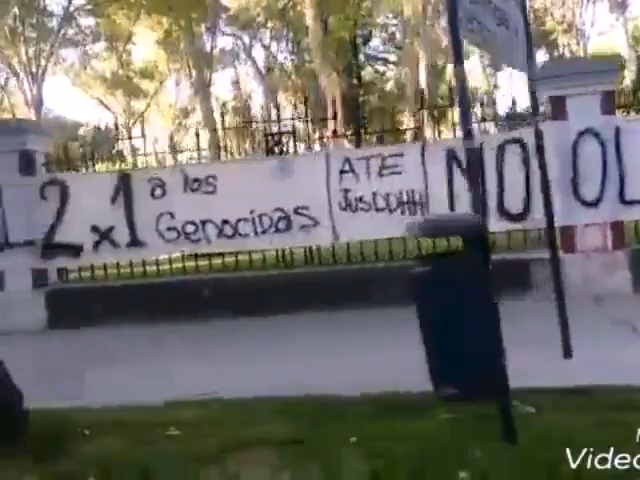 L 2x1 a los
Genocidas
ATE
JUSDDHH
NO OL
Video